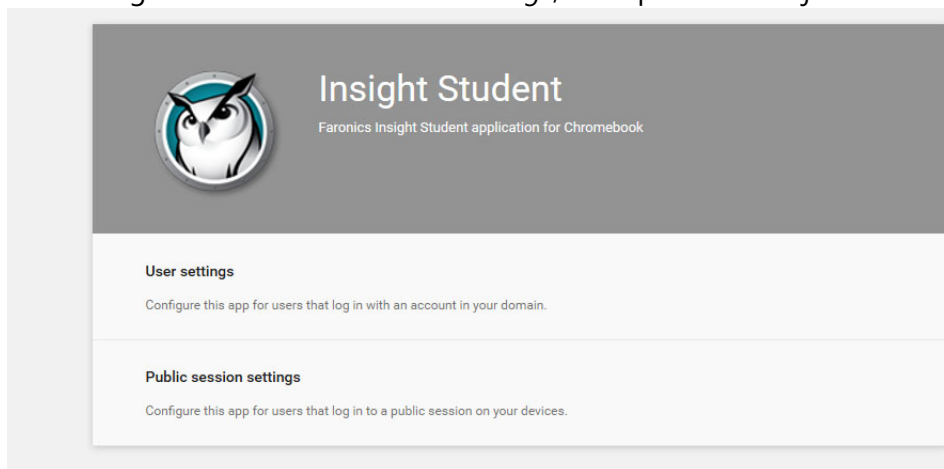 Insight Student
Faronics Insight Student application for Chromebook
User settings
Configure this app for users that log in with an account in your domain.
Public session settings
Configure this app for users that log in to a public session on your devices.